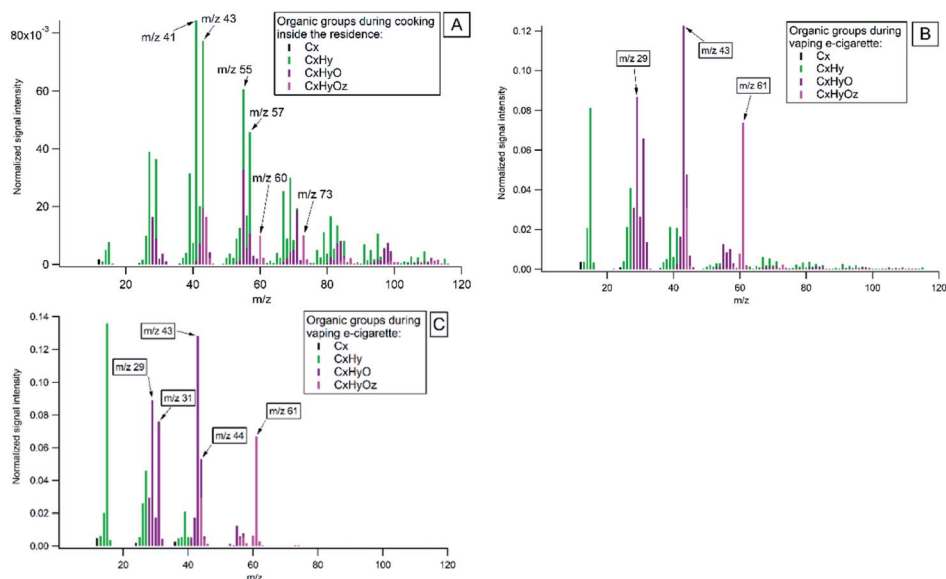 A
Organic groups during cooking
inside the residence:
Cx
CxHy
CxHyO
CxHyOz
m/z 43
m/z 41
m/z 55
m/z 57
m/z 60
m/z 73
80x10-3
60
40
20
0
Normalized signal intensity
20 40 60 80 100 120
m/z
B
Organic groups during
vaping e-cigarette:
Cx
CxHy
CxHyO
CxHyOz
m/z 29
m/z 43
m/z 61
0.12
0.10
0.08
0.06
0.04
0.02
0.00
Normalized signal intensity
20 40 60 80 100 120
m/z
C
Organic groups during
vaping e-cigarette:
Cx
CxHy
CxHyO
CxHyOz
m/z 43
m/z 29
m/z 31
m/z 44
m/z 61
0.14
0.12
0.10
0.08
0.06
0.04
0.02
0.00
Normalized signal intensity
20 40 60 80 100 120
m/z